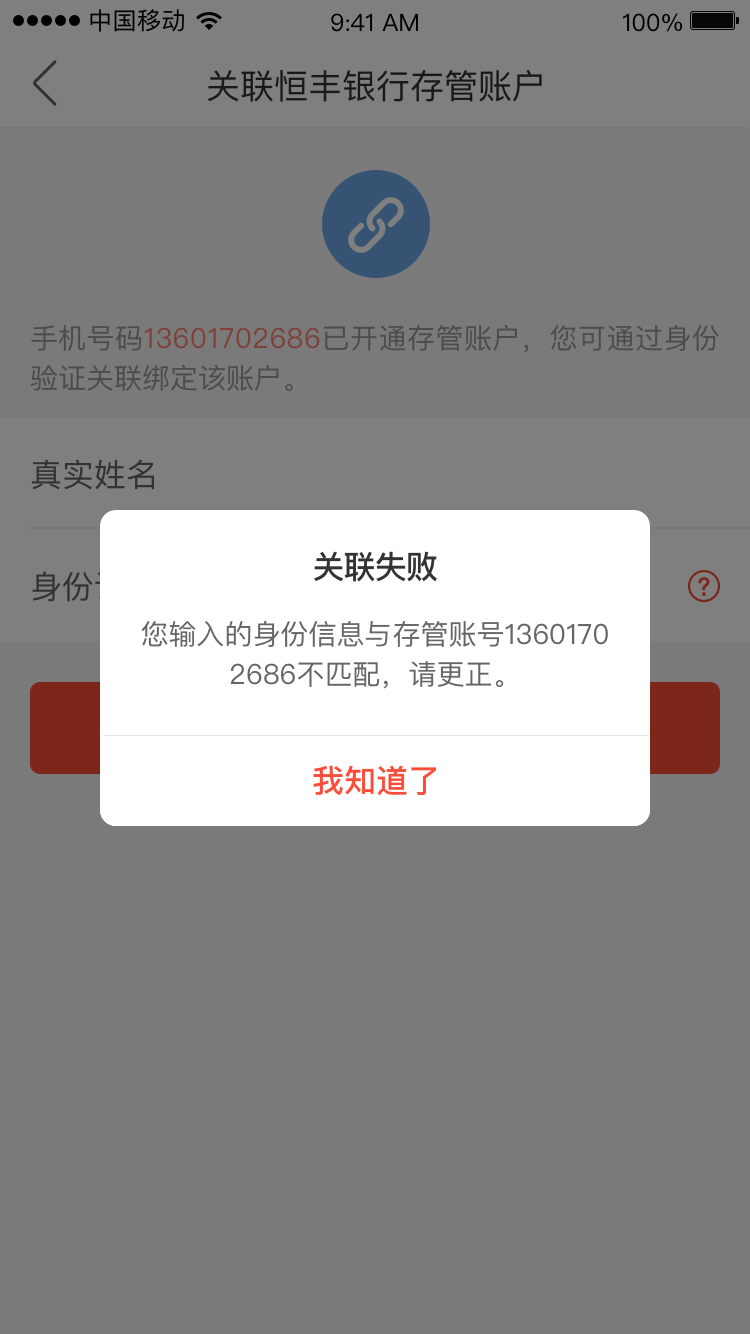 中国移动 9:41 AM 100%
关联恒丰银行存管账户
手机号码13601702686已开通存管账户，您可通过身份
验证关联绑定该账户。
真实姓名
身份
?
关联失败
您输入的身份信息与存管账号1360170
2686不匹配，请更正。
我知道了